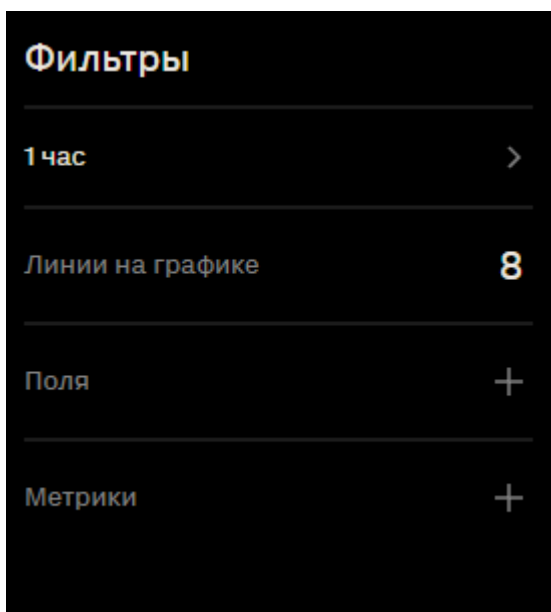 Фильтры
1 час
Линии на графике 8
Поля
Метрики